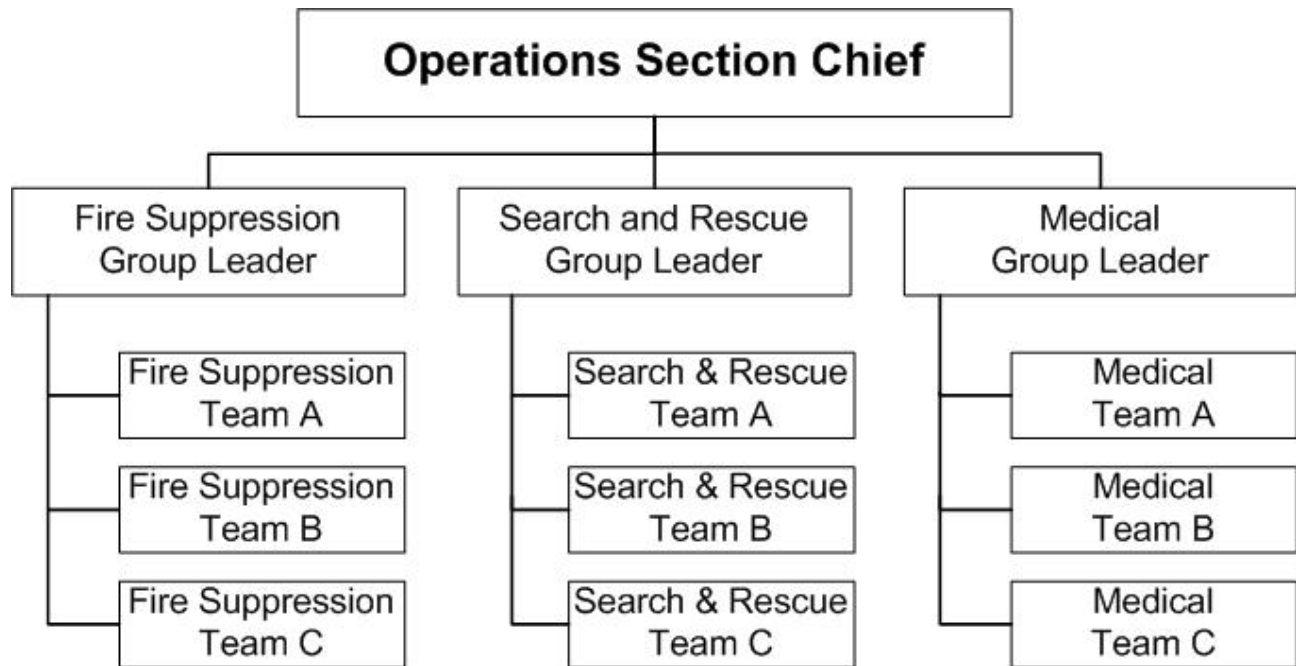 Operations Section Chief
Fire Suppression
Group Leader
Search and Rescue
Group Leader
Medical
Group Leader
Fire Suppression
Team A
Search & Rescue
Team A
Medical
Team A
Fire Suppression
Team B
Search & Rescue
Team B
Medical
Team B
Fire Suppression
Team C
Search & Rescue
Team C
Medical
Team C